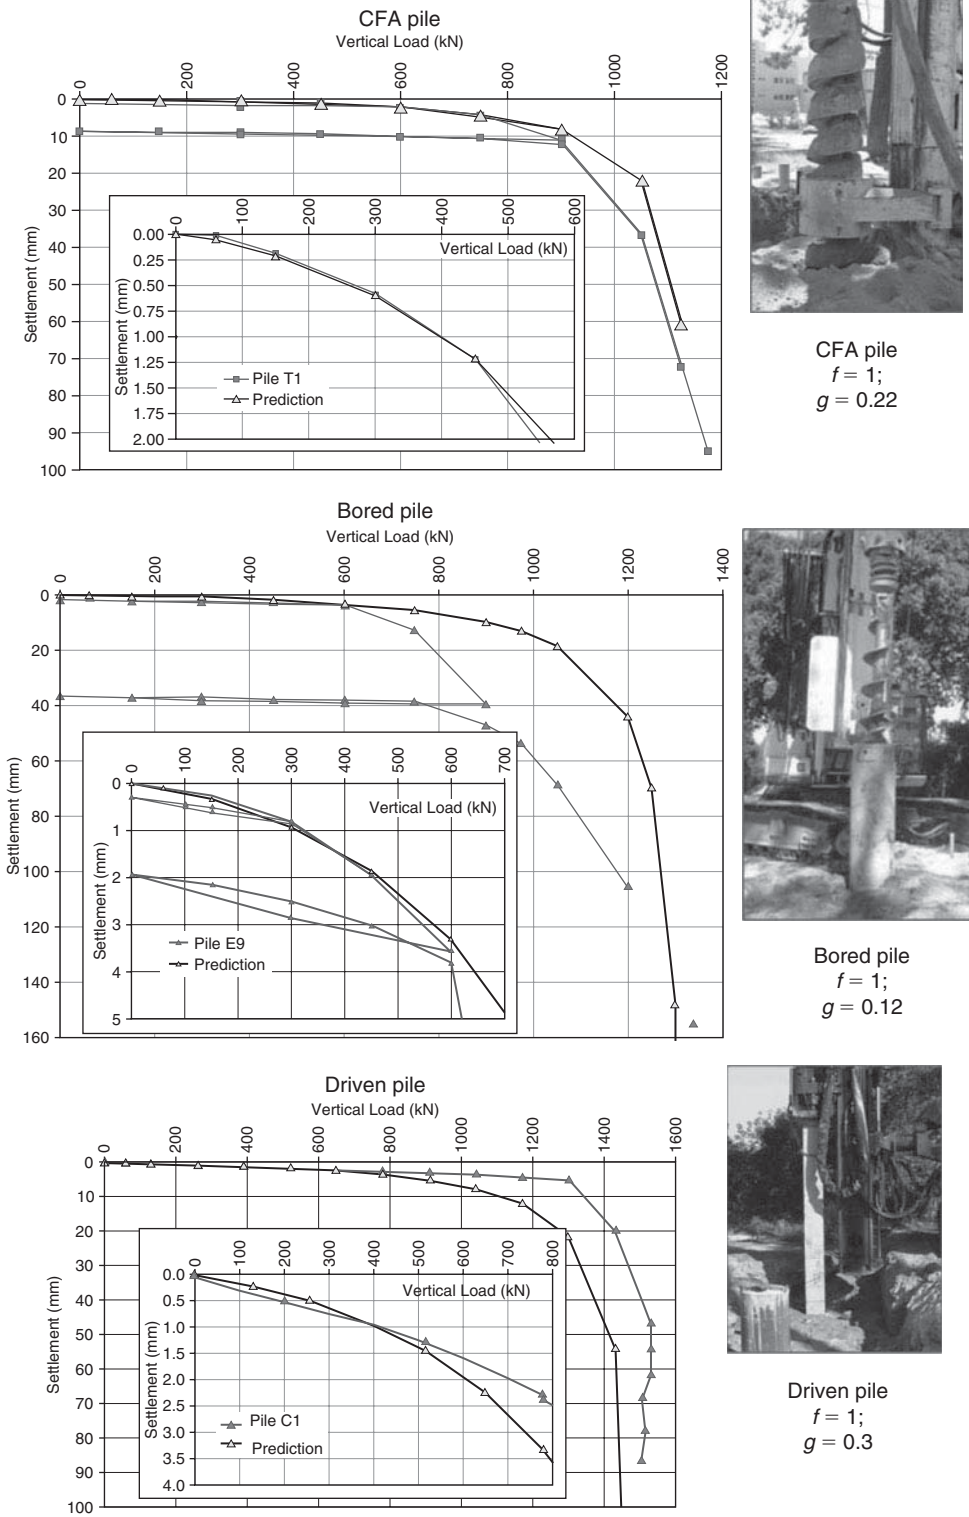 CFA pile
Vertical Load (kN)
0 200 400 600 800 1000 1200
0
10
20
30
40
50
60
70
80
90
100
Settlement (mm)
0 100 200 300 400 500 600
Vertical Load (kN)
0.00
0.25
0.50
0.75
1.00
1.25
1.50
1.75
2.00
Settlement (mm)
Pile T1
Prediction
CFA pile
f = 1;
g = 0.22
Bored pile
Vertical Load (kN)
0 200 400 600 800 1000 1200 1400
0
20
40
60
80
100
120
140
160
Settlement (mm)
0 100 200 300 400 500 600 700
Vertical Load (kN)
0
1
2
3
4
5
Settlement (mm)
Pile E9
Prediction
Bored pile
f = 1;
g = 0.12
Driven pile
Vertical Load (kN)
0 200 400 600 800 1000 1200 1400 1600
0
10
20
30
40
50
60
70
80
90
100
Settlement (mm)
0 100 200 300 400 500 600 700 800
Vertical Load (kN)
0.0
0.5
1.0
1.5
2.0
2.5
3.0
3.5
4.0
Settlement (mm)
Pile C1
Prediction
Driven pile
f = 1;
g = 0.3